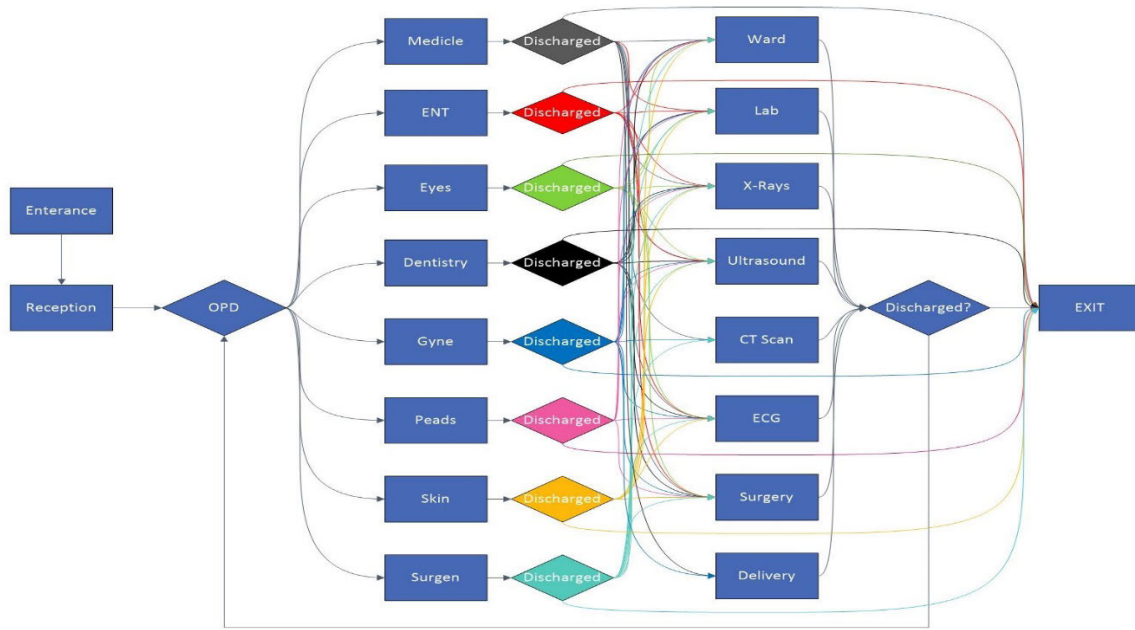 Enterance
Reception
OPD
Medicle
ENT
Eyes
Dentistry
Gyne
Peads
Skin
Surgen
Discharged
Discharged
Discharged
Discharged
Discharged
Discharged
Discharged
Discharged
Ward
Lab
X-Rays
Ultrasound
CT Scan
ECG
Surgery
Delivery
Discharged?
EXIT